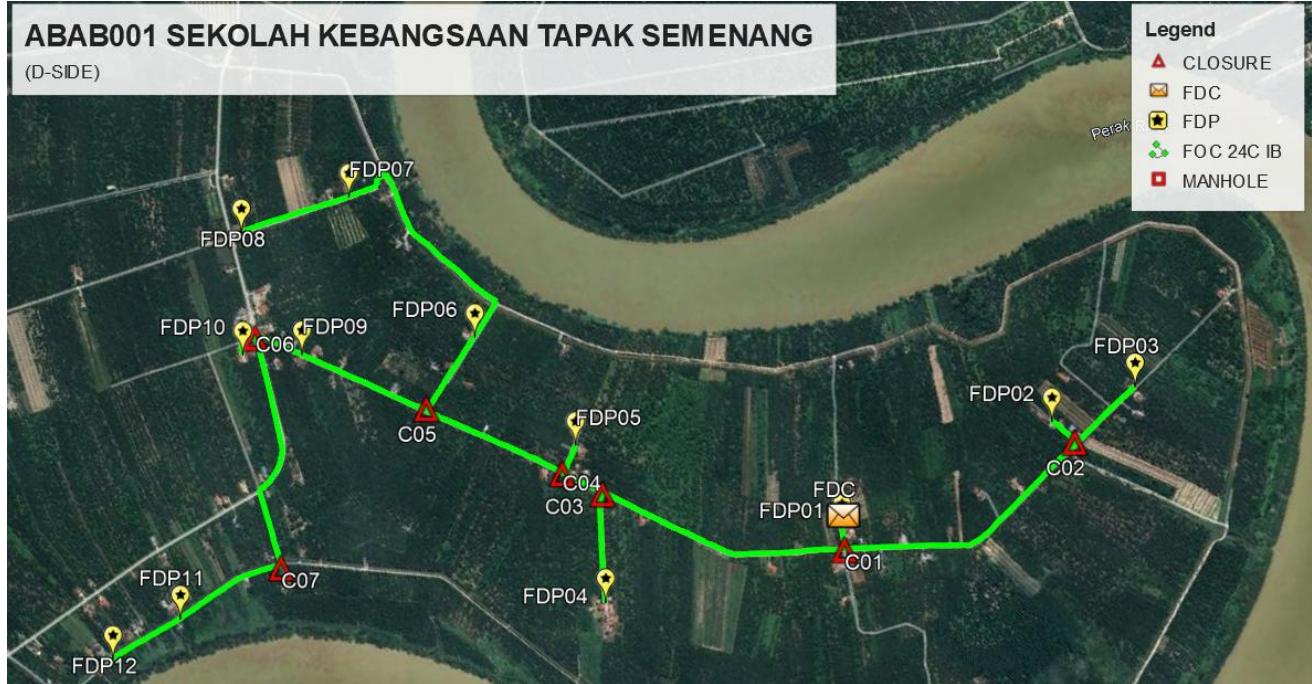 ABAB001 SEKOLAH KEBANGSAAN TAPAK SEMENANG
(D-SIDE)
Legend
CLOSURE
FDC
FDP
FOC 24C IB
MANHOLE
Perak R
FDP07
FDP08
FDP06
FDP10
C06
FDP09
FDP03
FDP02
C05
FDP05
C02
C04
C03
FDC
FDP01
C01
FDP11
C07
FDP04
FDP12